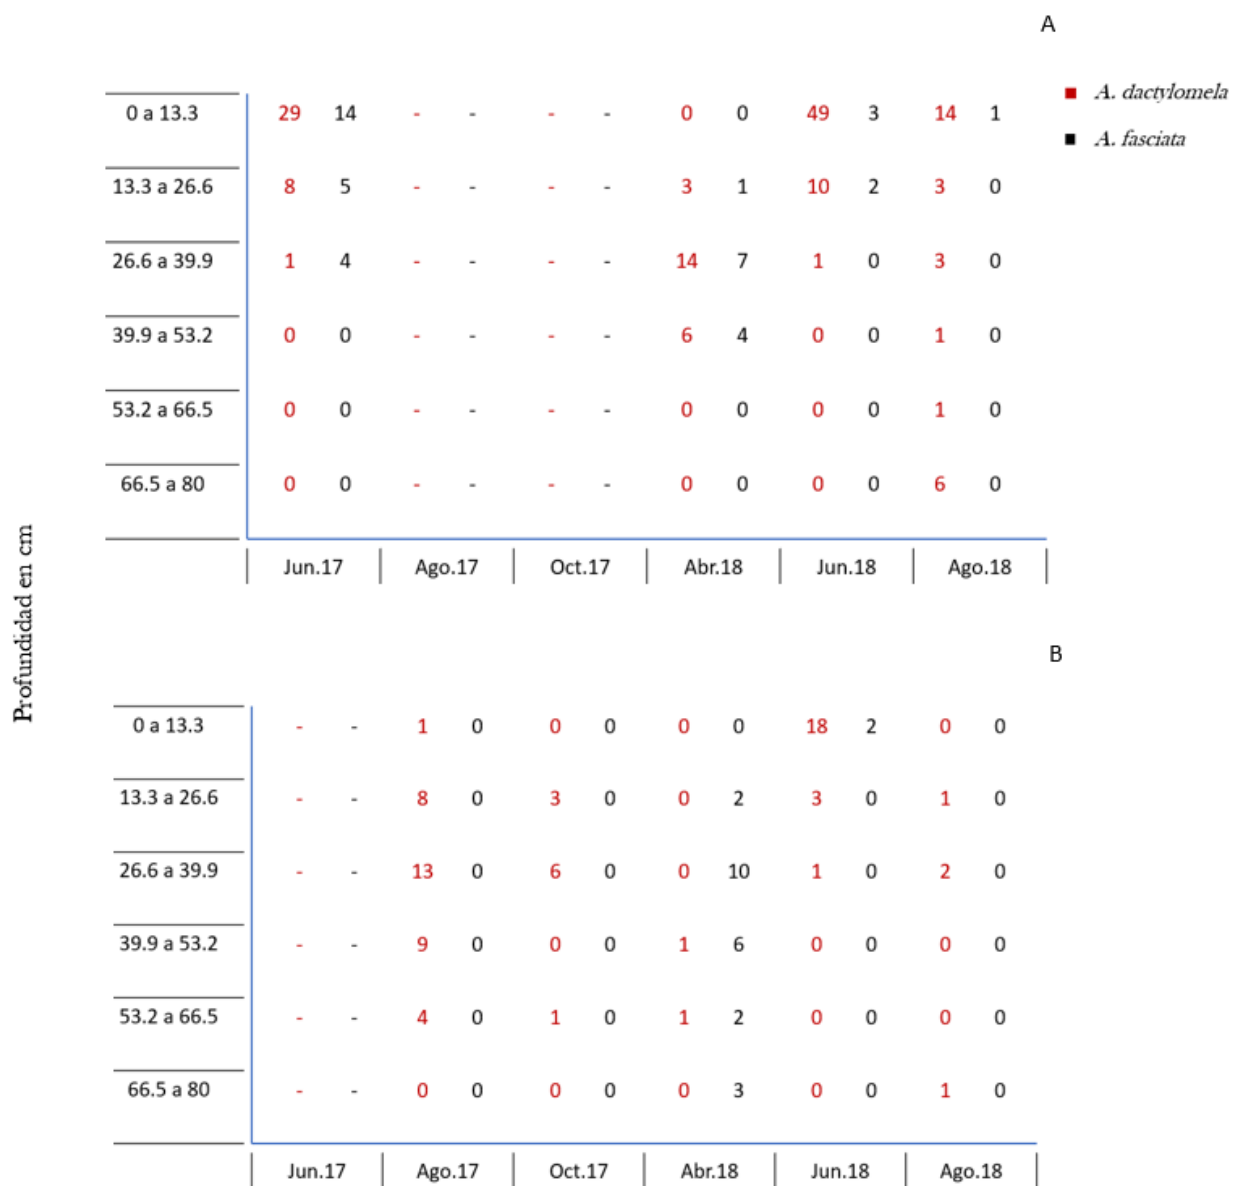 A
A. dactylomela
A. fasciata
0 a 13.3 29 14 - - - - 0 0 49 3 14 1
13.3 a 26.6 8 5 - - - - 3 1 10 2 3 0
26.6 a 39.9 1 4 - - - - 14 7 1 0 3 0
39.9 a 53.2 0 0 - - - - 6 4 0 0 1 0
53.2 a 66.5 0 0 - - - - 0 0 0 0 1 0
66.5 a 80 0 0 - - - - 0 0 0 0 6 0
Jun.17 Ago.17 Oct.17 Abr.18 Jun.18 Ago.18
Profundidad en cm
B
0 a 13.3 - - 1 0 0 0 0 0 18 2 0 0
13.3 a 26.6 - - 8 0 3 0 0 2 3 0 1 0
26.6 a 39.9 - - 13 0 6 0 0 10 1 0 2 0
39.9 a 53.2 - - 9 0 0 0 1 6 0 0 0 0
53.2 a 66.5 - - 4 0 1 0 1 2 0 0 0 0
66.5 a 80 - - 0 0 0 0 0 3 0 0 1 0
Jun.17 Ago.17 Oct.17 Abr.18 Jun.18 Ago.18